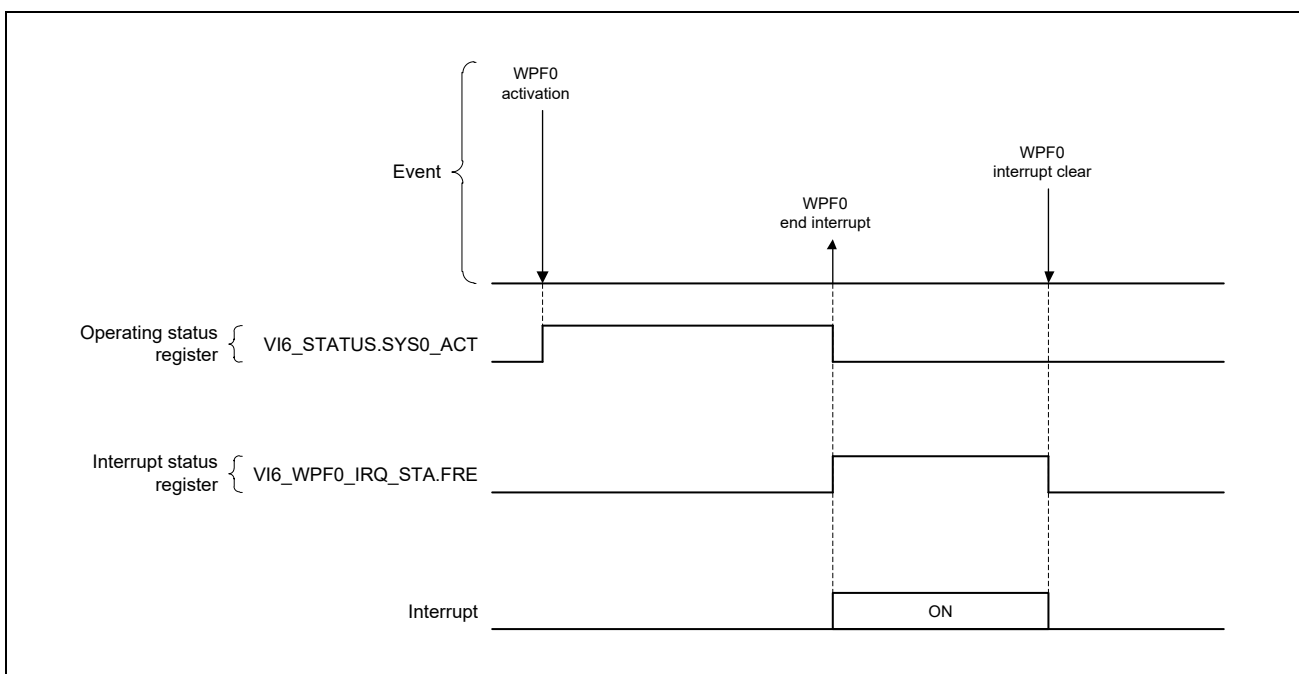 WPF0
activation
Event
WPF0
interrupt clear
WPF0
end interrupt
Operating status
register
VI6_STATUS.SYS0_ACT
Interrupt status
register
VI6_WPF0_IRQ_STA.FRE
Interrupt
ON